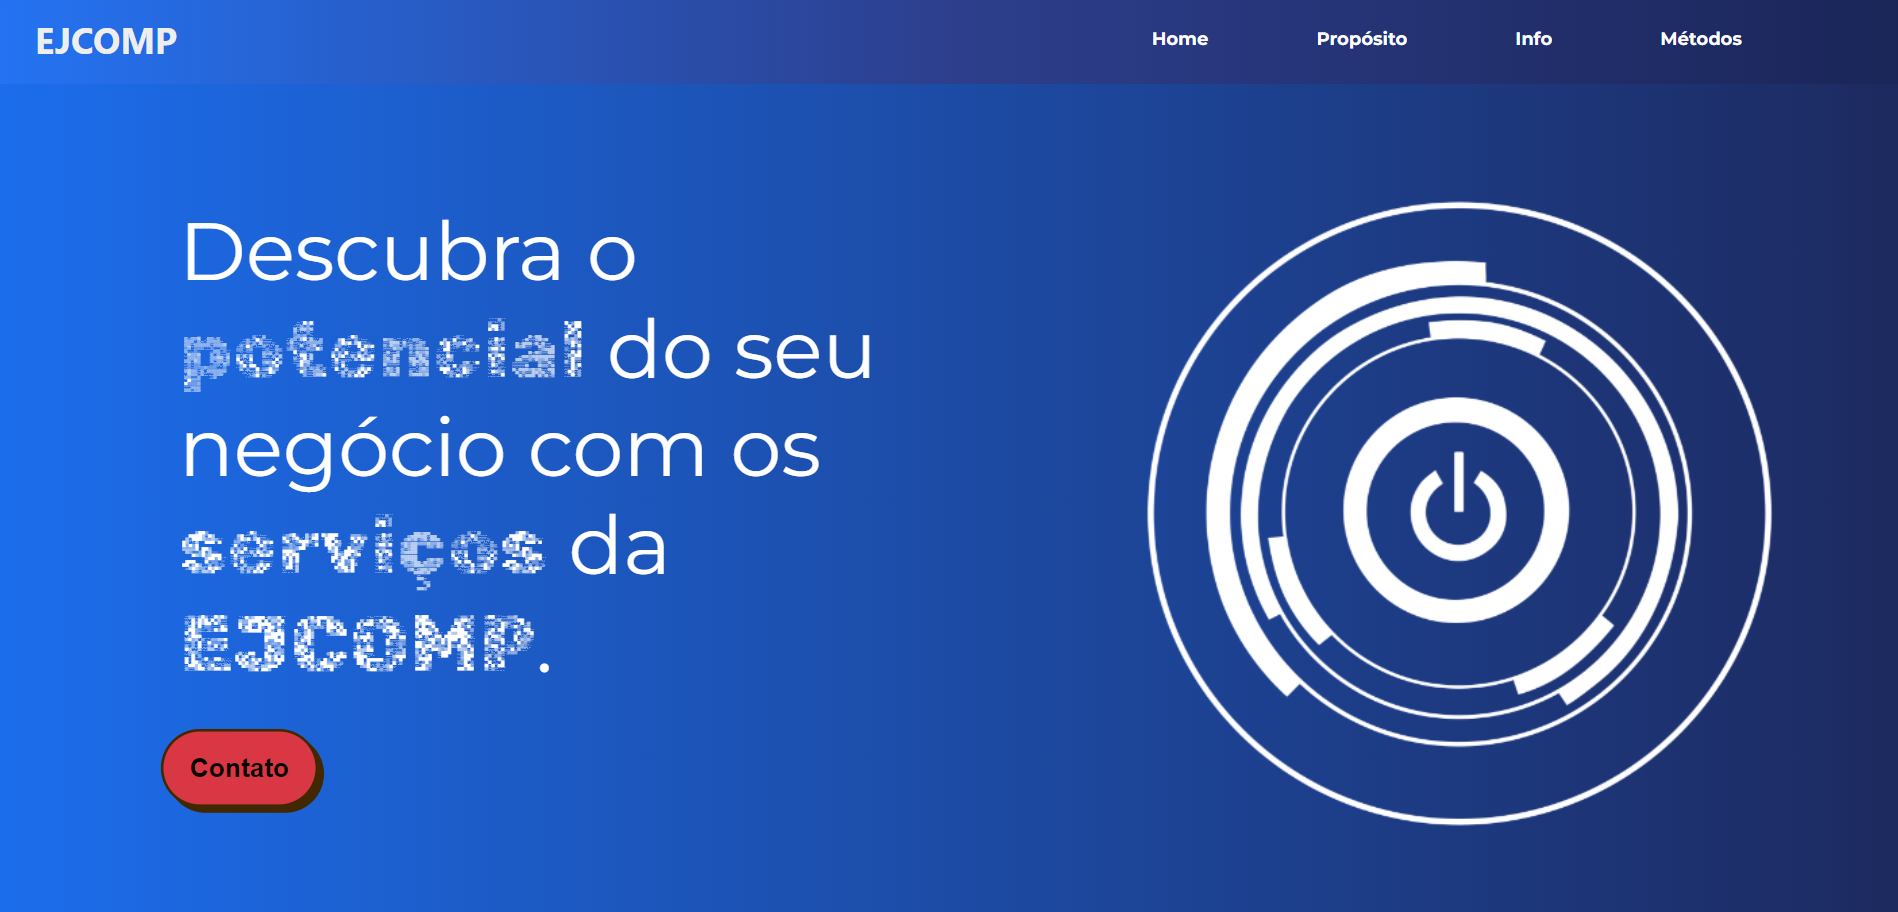 EJCOMP
Home Propósito Info Métodos
Descubra o
potencial do seu
negócio com os
serviços da
EJCOMP.
Contato